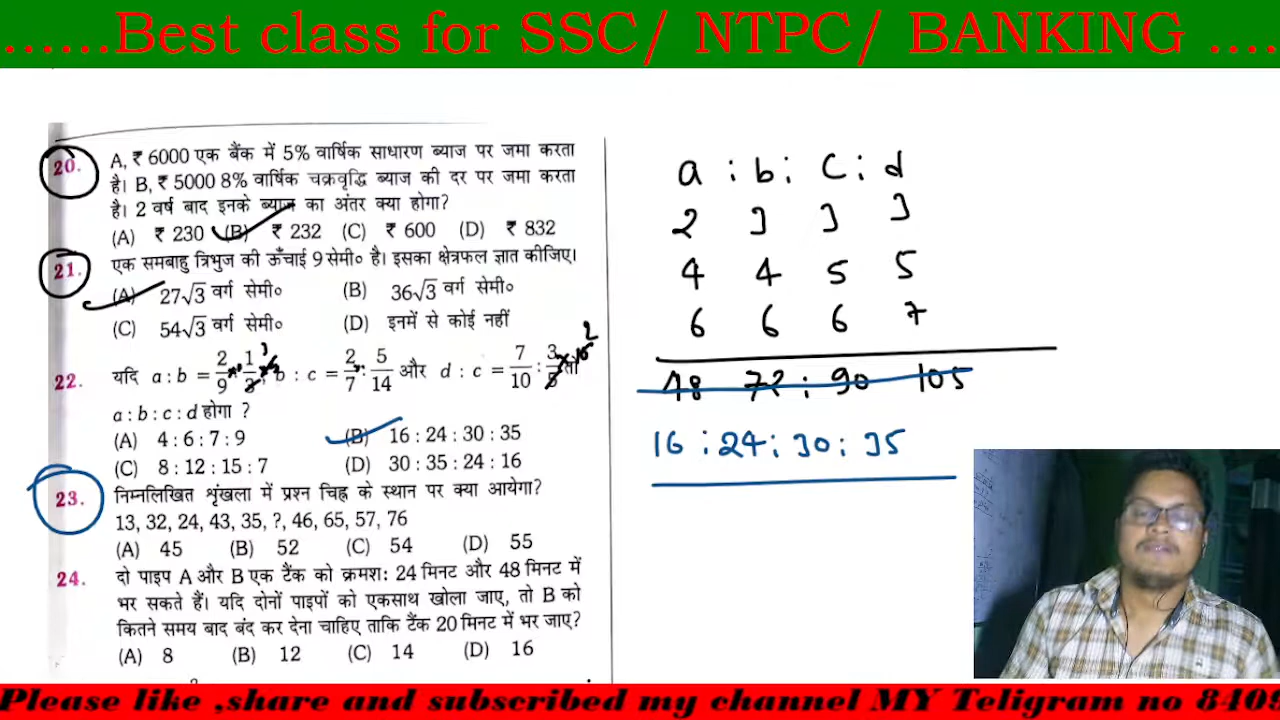 ......Best class for SSC/ NTPC/ BANKING ....
20. A, ₹ 6000 एक बैंक में 5% वार्षिक साधारण ब्याज पर जमा करता
है। B, ₹ 5000 8% वार्षिक चक्रवृद्धि ब्याज की दर पर जमा करता
है। 2 वर्ष बाद इनके ब्याज का अंतर क्या होगा?
(A) ₹ 230 (B) ₹ 232 (C) ₹ 600 (D) ₹ 832
21. एक समबाहु त्रिभुज की ऊँचाई 9 सेमी० है। इसका क्षेत्रफल ज्ञात कीजिए।
(A) 27√3 वर्ग सेमी० (B) 36√3 वर्ग सेमी०
(C) 54√3 वर्ग सेमी० (D) इनमें से कोई नहीं
22. यदि a : b = 2/9 : 1/3, b : c = 2/7 : 5/14 और d : c = 7/10 : 3/5 तो
a : b : c : d होगा ?
(A) 4 : 6 : 7 : 9 (B) 16 : 24 : 30 : 35
(C) 8 : 12 : 15 : 7 (D) 30 : 35 : 24 : 16
23. निम्नलिखित शृंखला में प्रश्न चिह्न के स्थान पर क्या आयेगा?
13, 32, 24, 43, 35, ?, 46, 65, 57, 76
(A) 45 (B) 52 (C) 54 (D) 55
24. दो पाइप A और B एक टैंक को क्रमश: 24 मिनट और 48 मिनट में
भर सकते हैं। यदि दोनों पाइपों को एकसाथ खोला जाए, तो B को
कितने समय बाद बंद कर देना चाहिए ताकि टैंक 20 मिनट में भर जाए?
(A) 8 (B) 12 (C) 14 (D) 16
a : b : c : d
2 3 3 3
4 4 5 5
6 6 6 7
48 72 : 90 105
16 : 24 : 30 : 35
Please like ,share and subscribed my channel MY Teligram no 8409